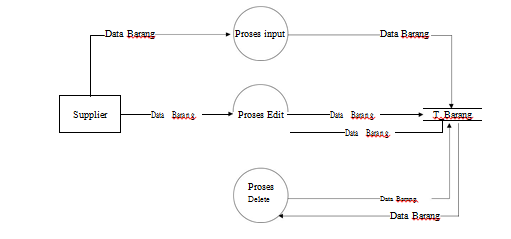 Data Barang
Proses input
Data Barang
Supplier
Data Barang
Proses Edit
Data Barang
T_Barang
Data Barang
Proses
Delete
Data Barang
Data Barang